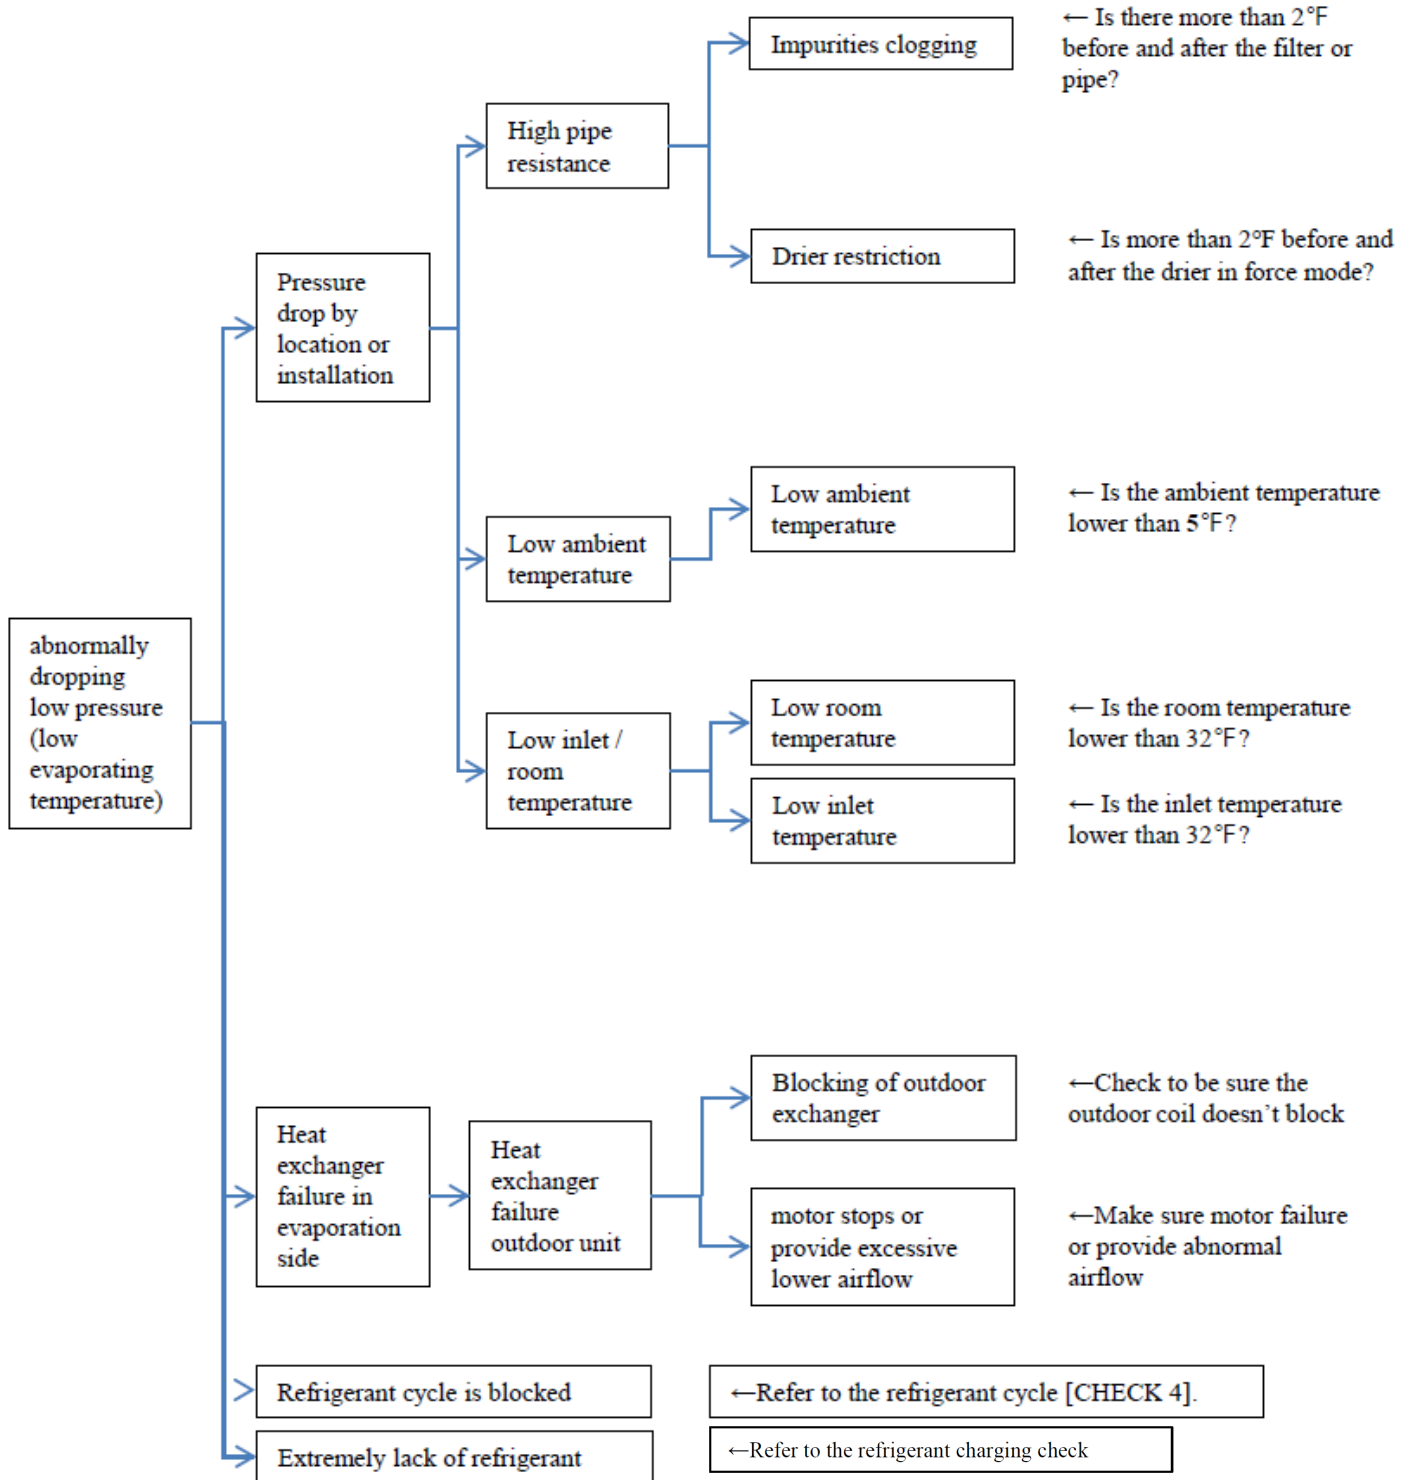 Impurities clogging
← Is there more than 2°F
before and after the filter or
pipe?
High pipe
resistance
Drier restriction
← Is more than 2°F before and
after the drier in force mode?
Pressure
drop by
location or
installation
Low ambient
temperature
← Is the ambient temperature
lower than 5°F?
Low ambient
temperature
abnormally
dropping
low pressure
(low
evaporating
temperature)
Low room
temperature
← Is the room temperature
lower than 32°F?
Low inlet /
room
temperature
Low inlet
temperature
← Is the inlet temperature
lower than 32°F?
Blocking of outdoor
exchanger
←Check to be sure the
outdoor coil doesn’t block
Heat
exchanger
failure in
evaporation
side
Heat
exchanger
failure
outdoor unit
motor stops or
provide excessive
lower airflow
←Make sure motor failure
or provide abnormal
airflow
Refrigerant cycle is blocked
←Refer to the refrigerant cycle [CHECK 4].
Extremely lack of refrigerant
←Refer to the refrigerant charging check